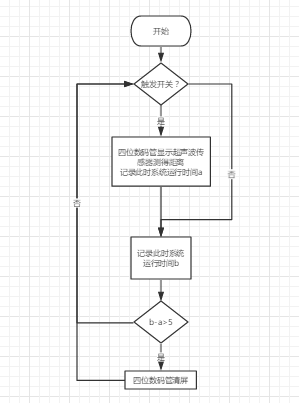 开始
触发开关？
是
四位数码管显示超声波传
感器测得距离
记录此时系统运行时间a
否
否
记录此时系统
运行时间b
b-a>5
是
四位数码管清屏